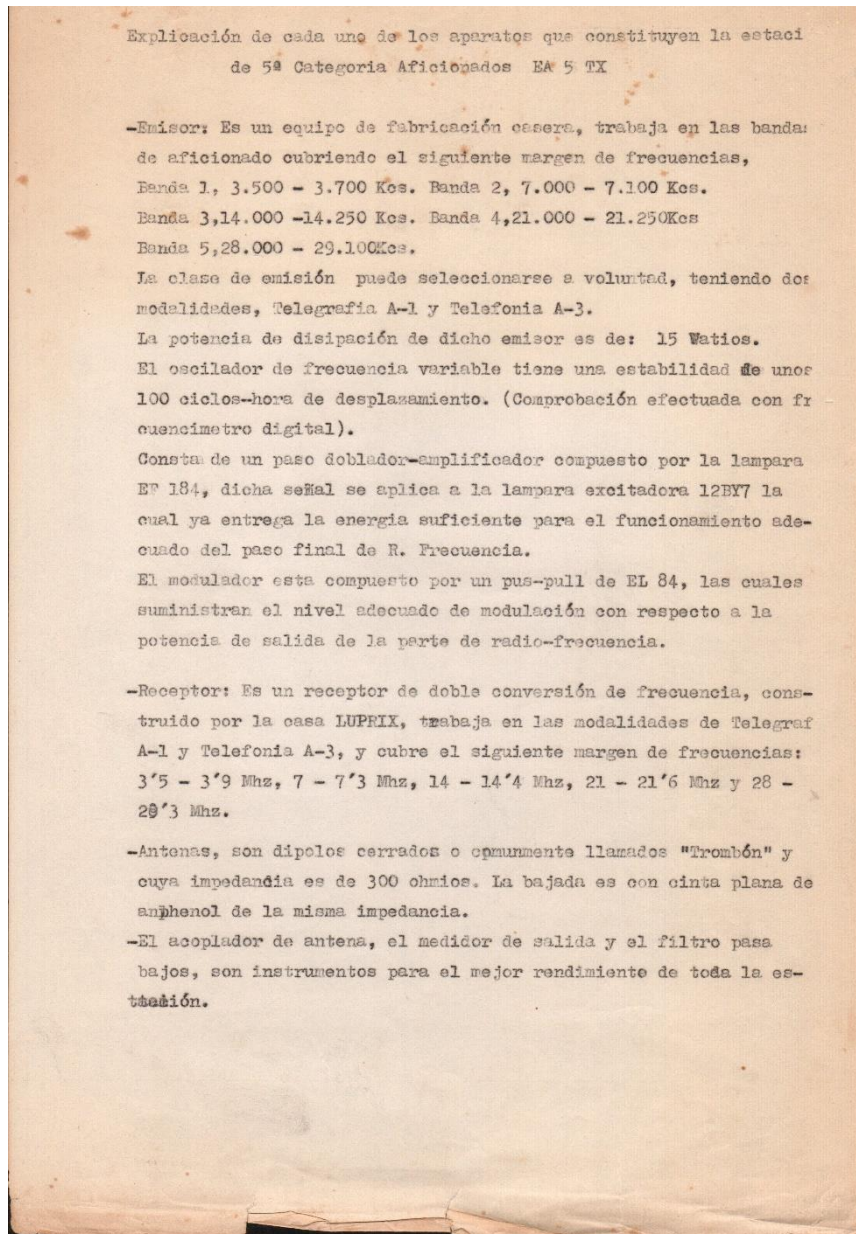 Explicación de cada uno de los aparatos que constituyen la estaci
de 5ª Categoria Aficionados EA 5 TX
-Emisor: Es un equipo de fabricación casera, trabaja en las bandas
de aficionado cubriendo el siguiente margen de frecuencias,
Banda 1, 3.500 - 3.700 Kcs. Banda 2, 7.000 - 7.100 Kcs.
Banda 3,14.000 -14.250 Kcs. Banda 4,21.000 - 21.250Kcs
Banda 5,28.000 - 29.100Kcs.
La clase de emisión puede seleccionarse a voluntad, teniendo dos
modalidades, Telegrafia A-1 y Telefonia A-3.
La potencia de disipación de dicho emisor es de: 15 Watios.
El oscilador de frecuencia variable tiene una estabilidad de unos
100 ciclos-hora de desplazamiento. (Comprobación efectuada con fr
cuencimetro digital).
Consta de un paso doblador-amplificador compuesto por la lampara
EF 184, dicha señal se aplica a la lampara excitadora 12BY7 la
cual ya entrega la energia suficiente para el funcionamiento ade-
cuado del paso final de R. Frecuencia.
El modulador esta compuesto por un pus-pull de EL 84, las cuales
suministran el nivel adecuado de modulación con respecto a la
potencia de salida de la parte de radio-frecuencia.
-Receptor: Es un receptor de doble conversión de frecuencia, cons-
truido por la casa LUPRIX, trabaja en las modalidades de Telegraf
A-1 y Telefonia A-3, y cubre el siguiente margen de frecuencias:
3'5 - 3'9 Mhz, 7 - 7'3 Mhz, 14 - 14'4 Mhz, 21 - 21'6 Mhz y 28 -
'3 Mhz.
-Antenas, son dipolos cerrados o comunmente llamados "Trombón" y
cuya impedancia es de 300 ohmios. La bajada es con cinta plana de
anphenol de la misma impedancia.
-El acoplador de antena, el medidor de salida y el filtro pasa
bajos, son instrumentos para el mejor rendimiento de toda la es-
tación.